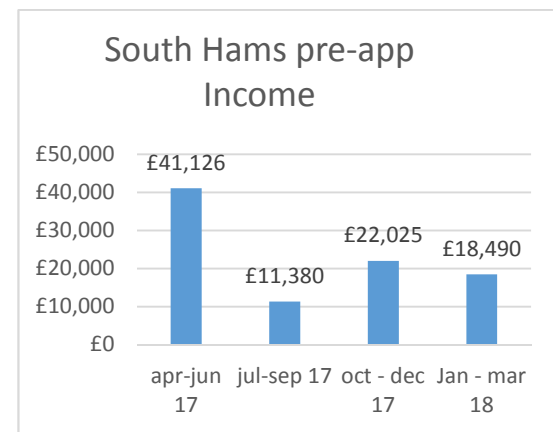 South Hams pre-app
Income
£50,000
£40,000
£30,000
£20,000
£10,000
£0
£41,126
£11,380
£22,025
£18,490
apr-jun
17
jul-sep 17
oct - dec
17
Jan - mar
18